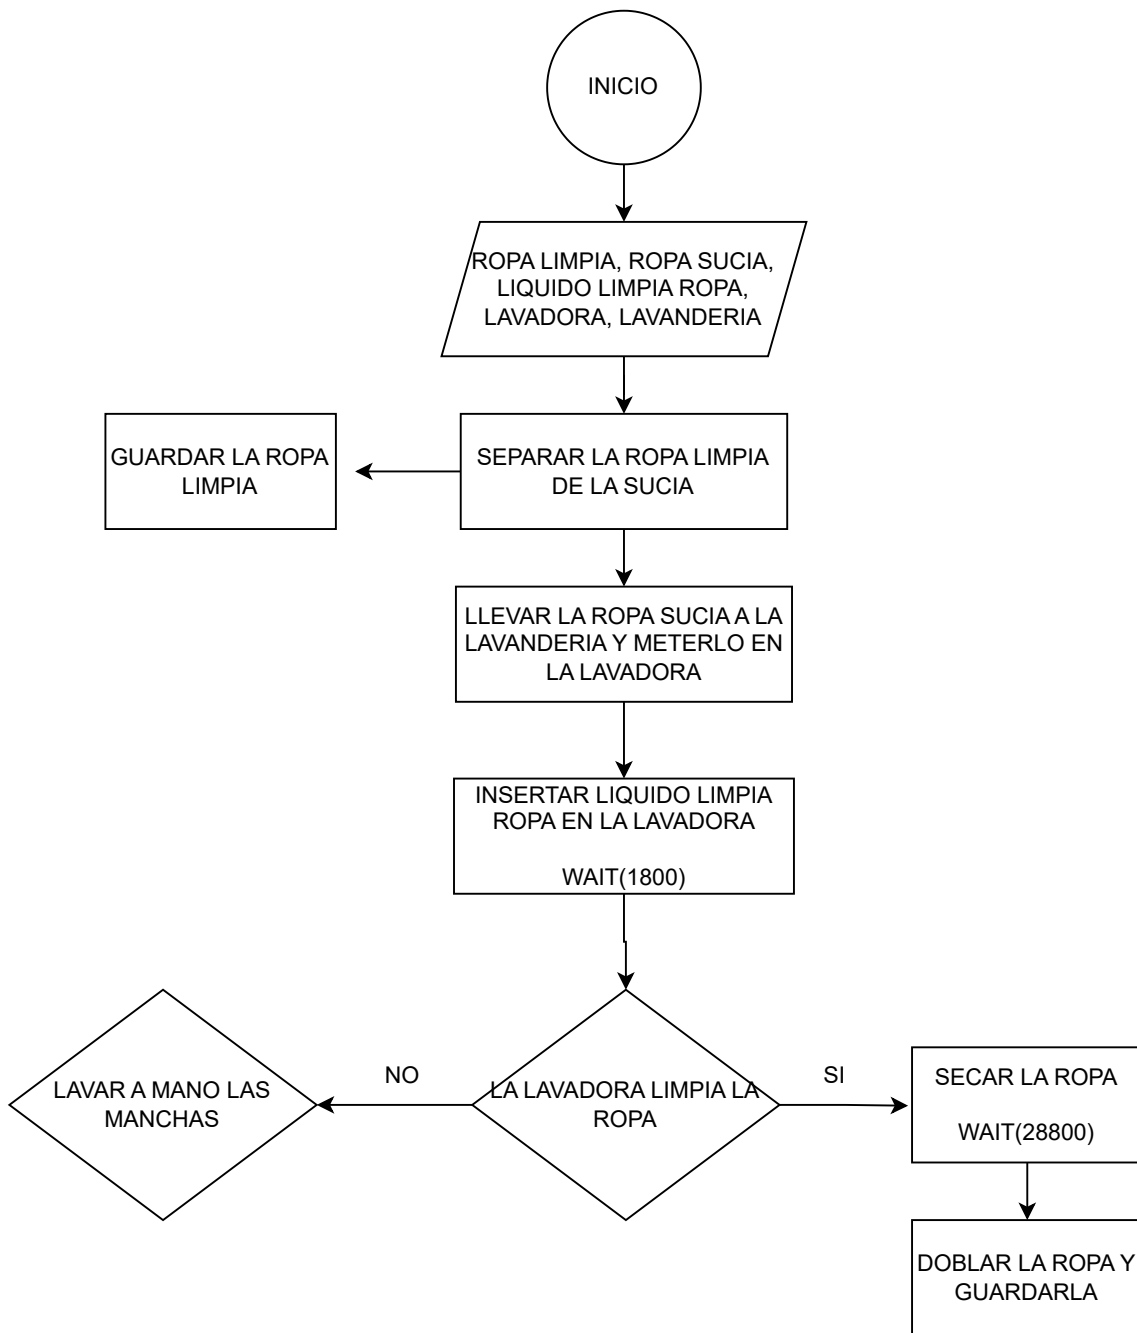 INICIO
ROPA LIMPIA, ROPA SUCIA,
LIQUIDO LIMPIA ROPA,
LAVADORA, LAVANDERIA
GUARDAR LA ROPA
LIMPIA
SEPARAR LA ROPA LIMPIA
DE LA SUCIA
LLEVAR LA ROPA SUCIA A LA
LAVANDERIA Y METERLO EN
LA LAVADORA
INSERTAR LIQUIDO LIMPIA
ROPA EN LA LAVADORA
WAIT(1800)
LAVAR A MANO LAS
MANCHAS
NO
LA LAVADORA LIMPIA LA
ROPA
SI
SECAR LA ROPA
WAIT(28800)
DOBLAR LA ROPA Y
GUARDARLA